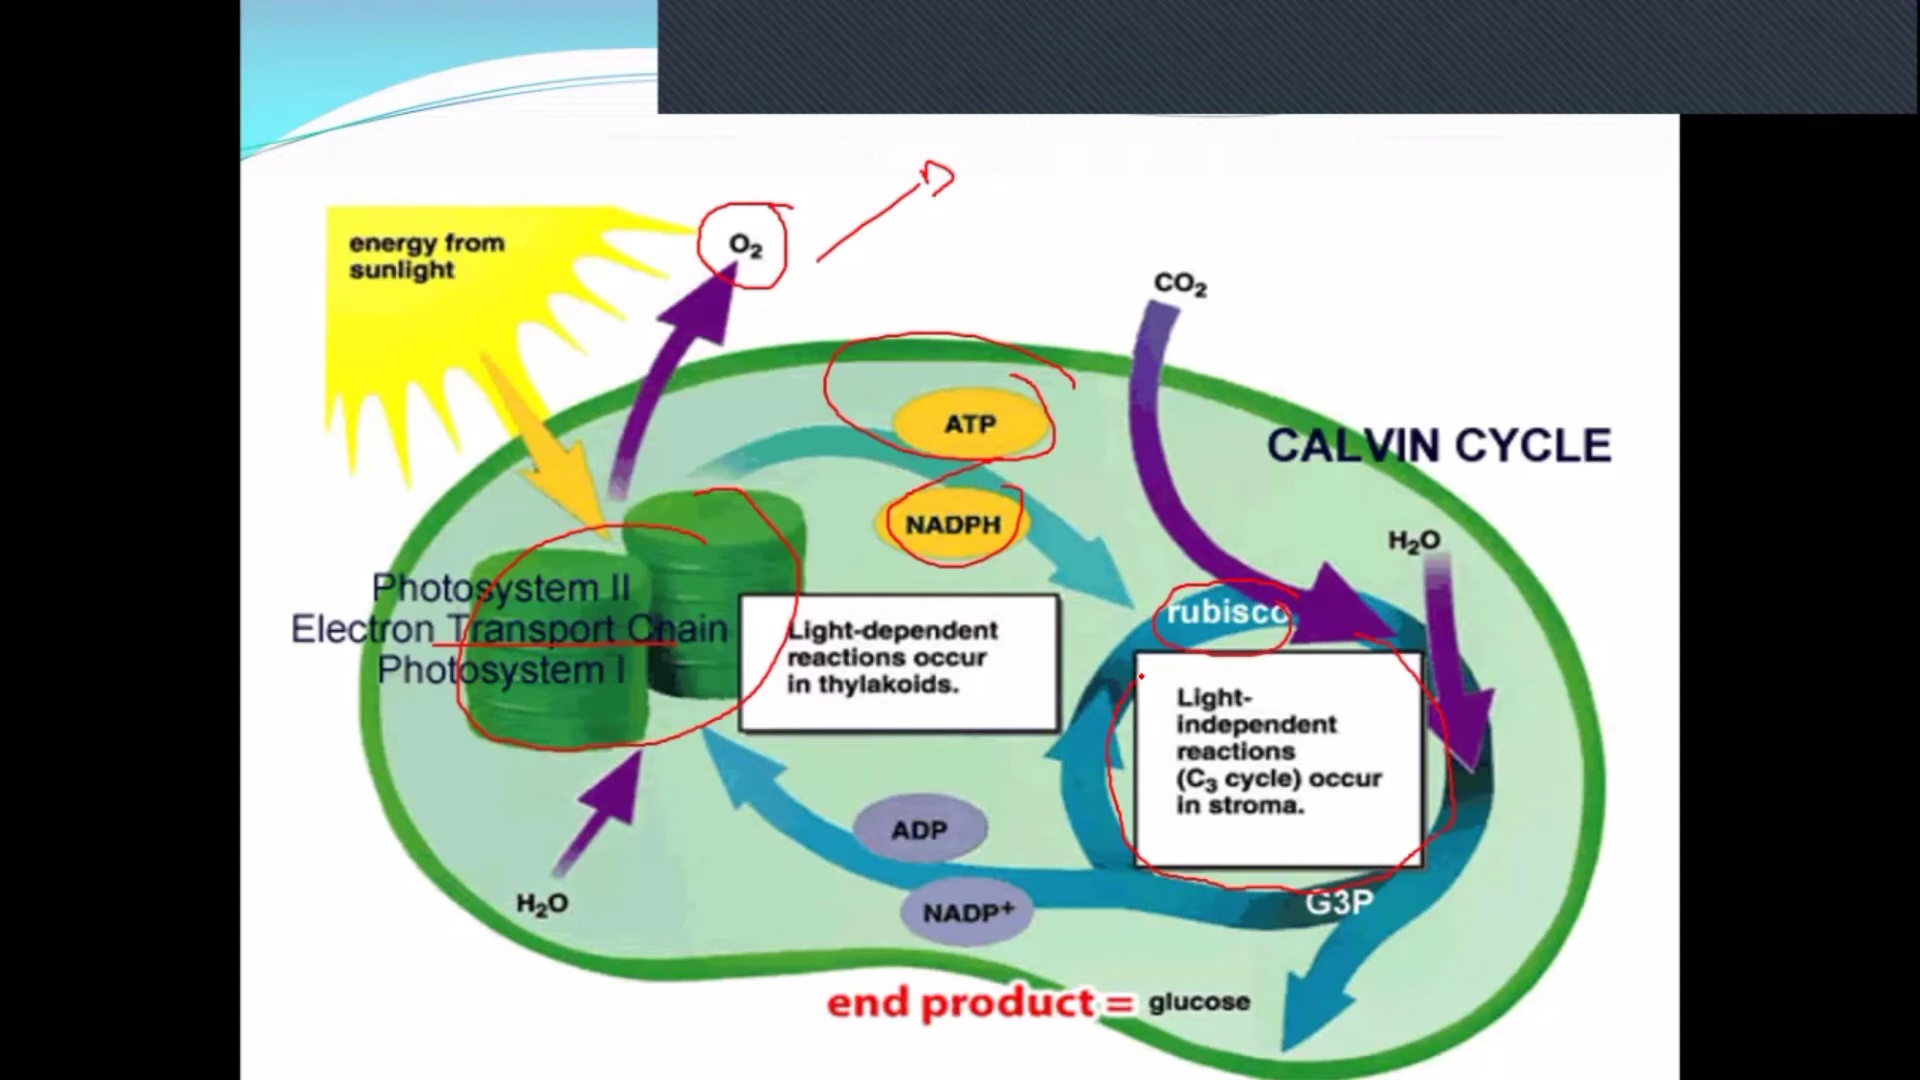 energy from
sunlight
O₂
CO₂
ATP
CALVIN CYCLE
NADPH
H₂O
Photosystem II
Electron Transport Chain
Photosystem I
Light-dependent
reactions occur
in thylakoids.
rubisco
Light-
independent
reactions
(C₃ cycle) occur
in stroma.
ADP
H₂O
NADP⁺
G3P
end product = glucose